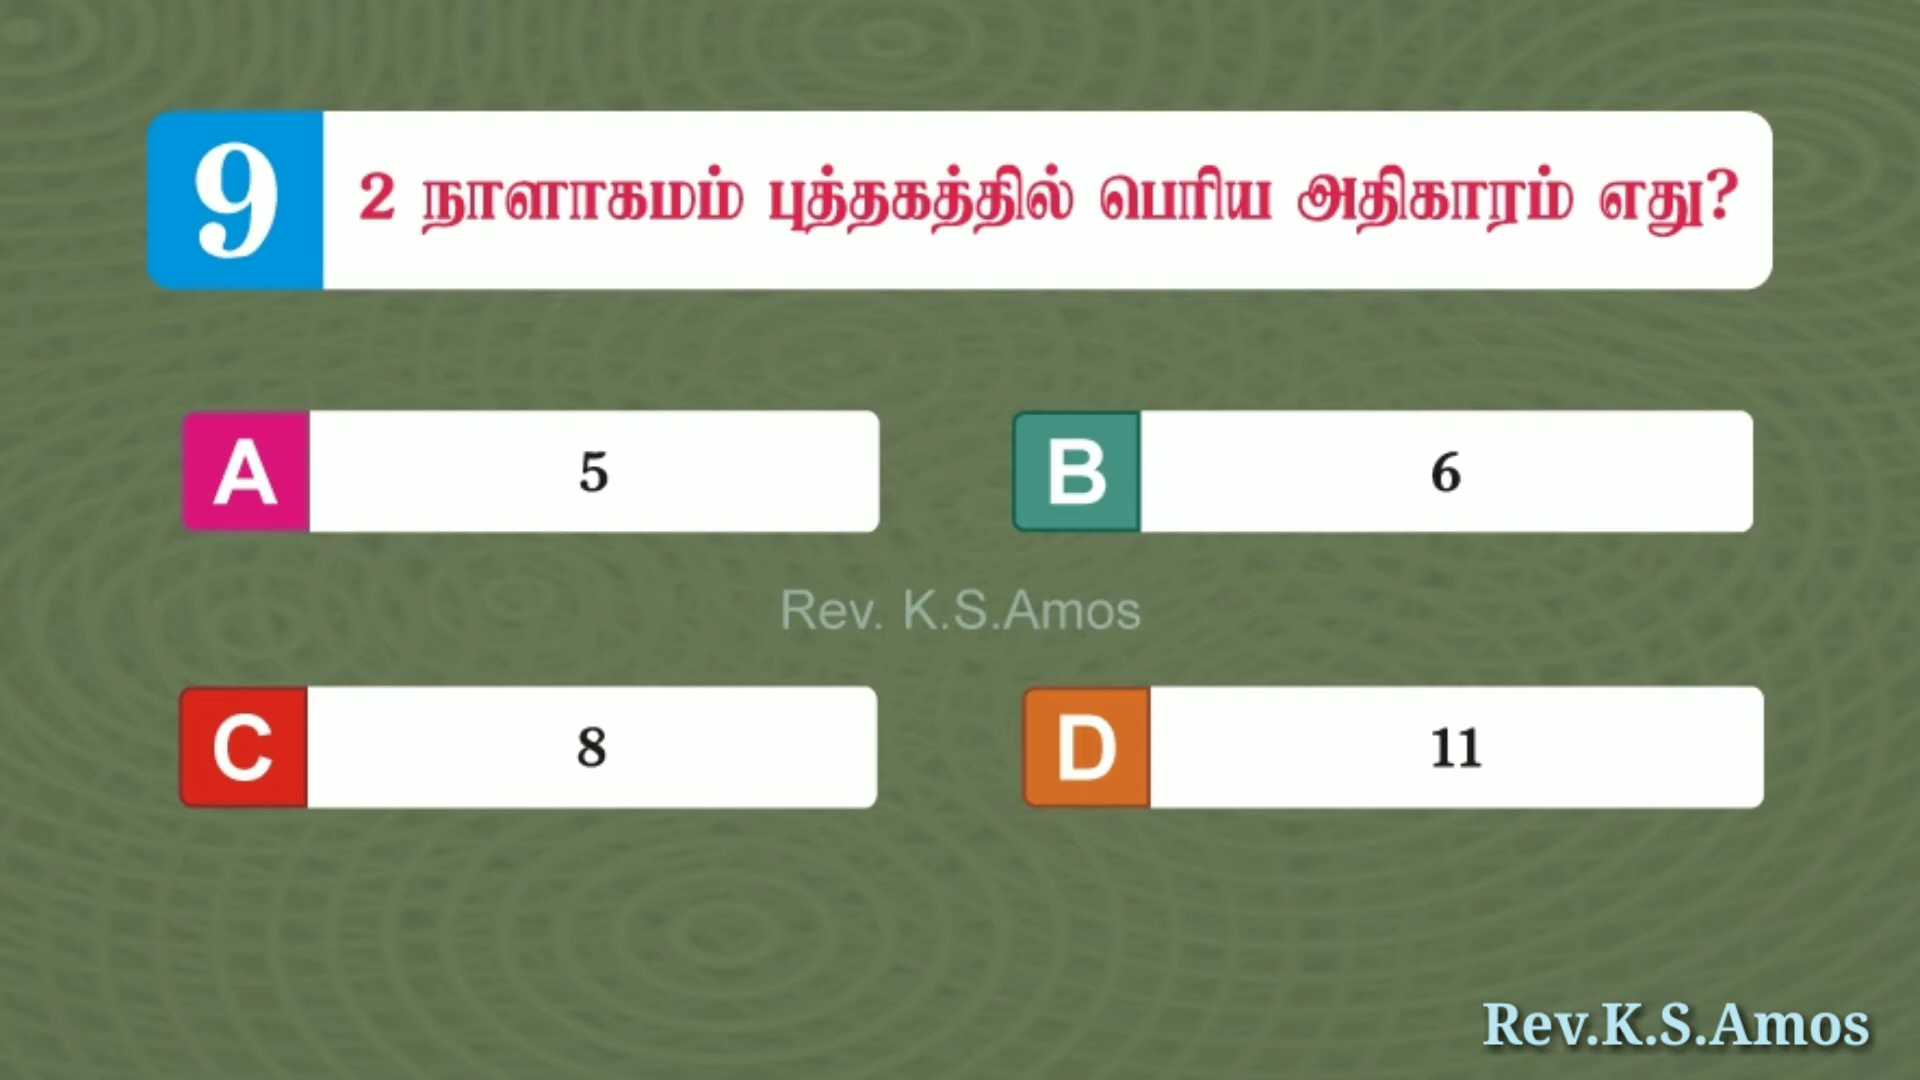 9
2 நாளாகமம் புத்தகத்தில் பெரிய அதிகாரம் எது?
A 5
B 6
Rev. K.S.Amos
C 8
D 11
Rev.K.S.Amos